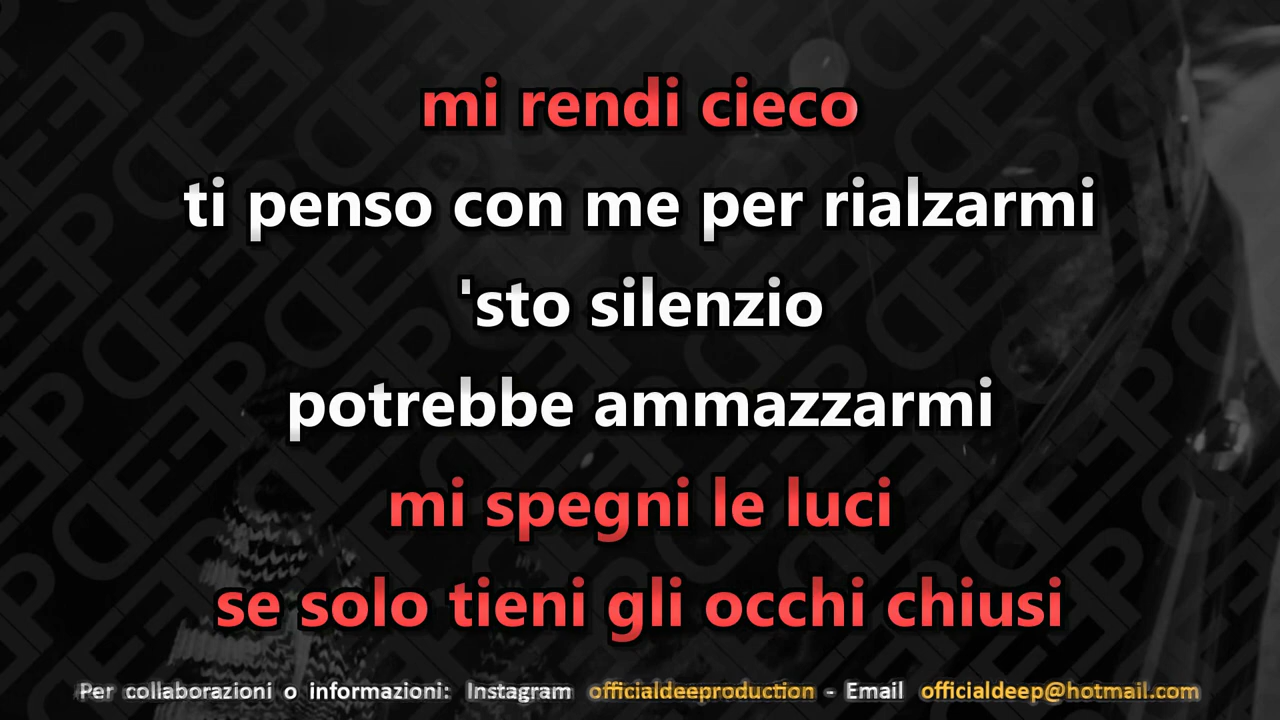 mi rendi cieco
ti penso con me per rialzarmi
'sto silenzio
potrebbe ammazzarmi
mi spegni le luci
se solo tieni gli occhi chiusi
Per collaborazioni o informazioni: Instagram officialdeeproduction - Email officialdeep@hotmail.com